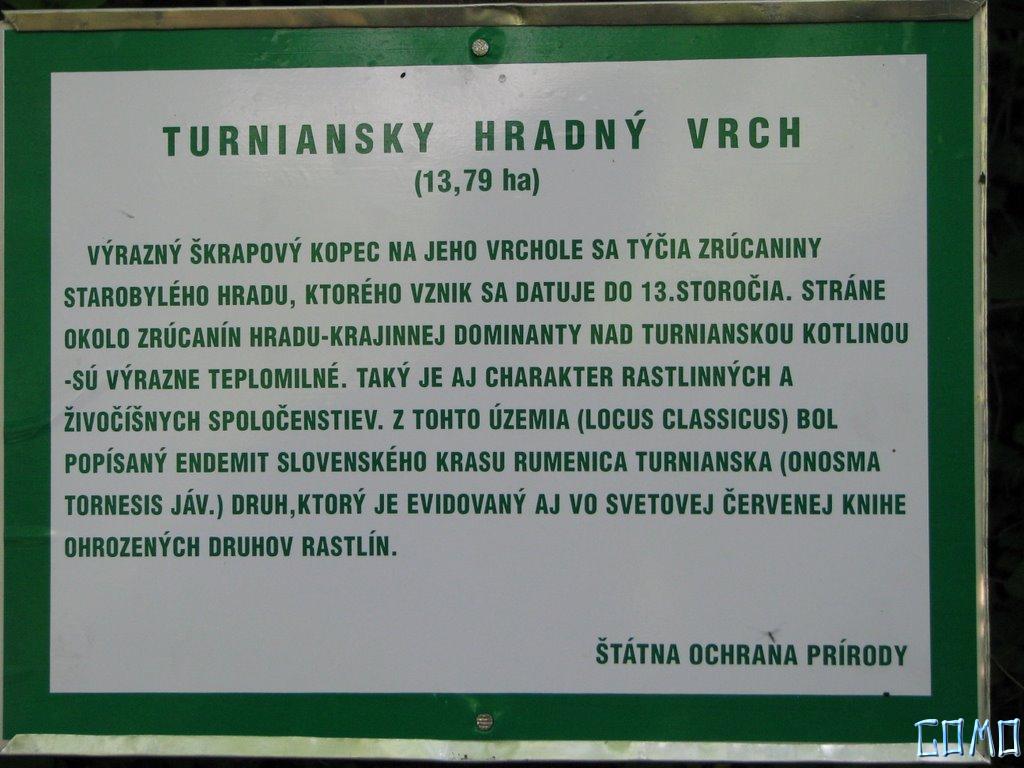 TURNIANSKY HRADNÝ VRCH
(13,79 ha)
VÝRAZNÝ ŠKRAPOVÝ KOPEC NA JEHO VRCHOLE SA TÝČIA ZRÚCANINY
STAROBYLÉHO HRADU, KTORÉHO VZNIK SA DATUJE DO 13.STOROČIA. STRÁNE
OKOLO ZRÚCANÍN HRADU-KRAJINNEJ DOMINANTY NAD TURNIANSKOU KOTLINOU
-SÚ VÝRAZNE TEPLOMILNÉ. TAKÝ JE AJ CHARAKTER RASTLINNÝCH A
ŽIVOČÍŠNYCH SPOLOČENSTIEV. Z TOHTO ÚZEMIA (LOCUS CLASSICUS) BOL
POPÍSANÝ ENDEMIT SLOVENSKÉHO KRASU RUMENICA TURNIANSKA (ONOSMA
TORNESIS JÁV.) DRUH,KTORÝ JE EVIDOVANÝ AJ VO SVETOVEJ ČERVENEJ KNIHE
OHROZENÝCH DRUHOV RASTLÍN.
ŠTÁTNA OCHRANA PRÍRODY
GOMO